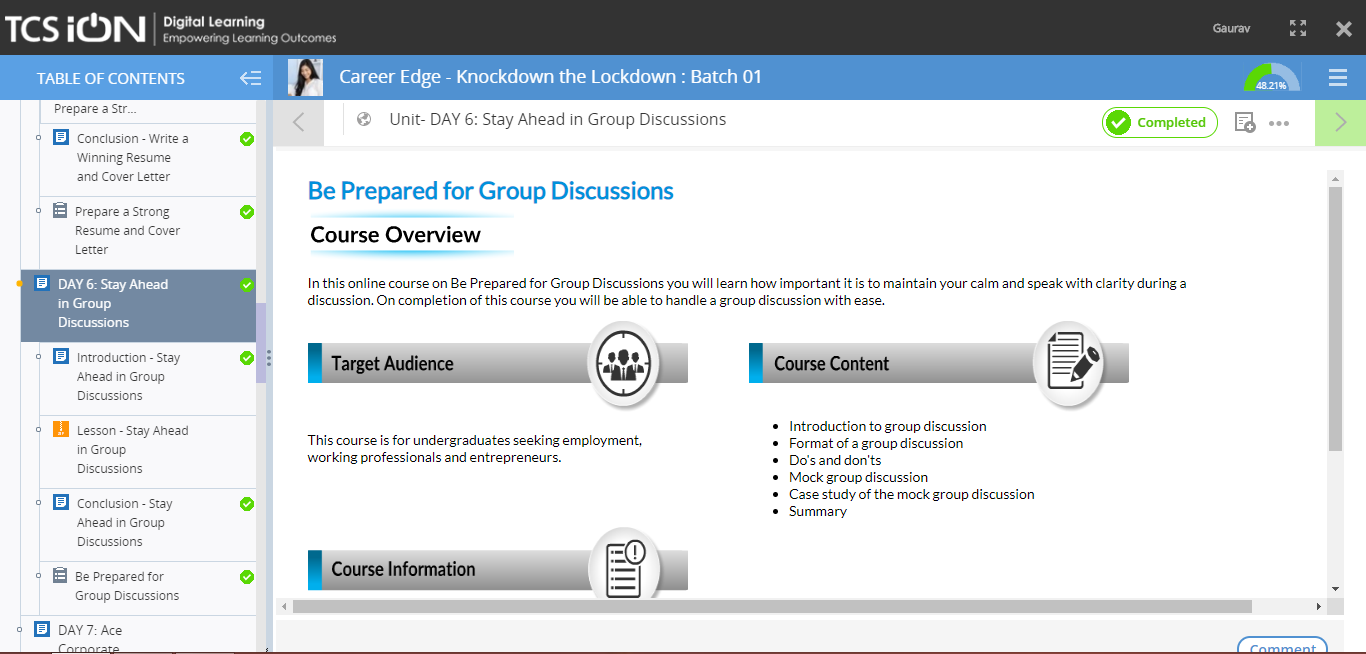 TCS iON
Digital Learning
Empowering Learning Outcomes
Gaurav
TABLE OF CONTENTS
Career Edge - Knockdown the Lockdown : Batch 01
48.21%
Prepare a Str...
Conclusion - Write a
Winning Resume
and Cover Letter
Prepare a Strong
Resume and Cover
Letter
DAY 6: Stay Ahead
in Group
Discussions
Introduction - Stay
Ahead in Group
Discussions
Lesson - Stay Ahead
in Group
Discussions
Conclusion - Stay
Ahead in Group
Discussions
Be Prepared for
Group Discussions
DAY 7: Ace
Corporate
Unit- DAY 6: Stay Ahead in Group Discussions
Completed
Be Prepared for Group Discussions
Course Overview
In this online course on Be Prepared for Group Discussions you will learn how important it is to maintain your calm and speak with clarity during a
discussion. On completion of this course you will be able to handle a group discussion with ease.
Target Audience
This course is for undergraduates seeking employment,
working professionals and entrepreneurs.
Course Content
Introduction to group discussion
Format of a group discussion
Do's and don'ts
Mock group discussion
Case study of the mock group discussion
Summary
Course Information
Comment